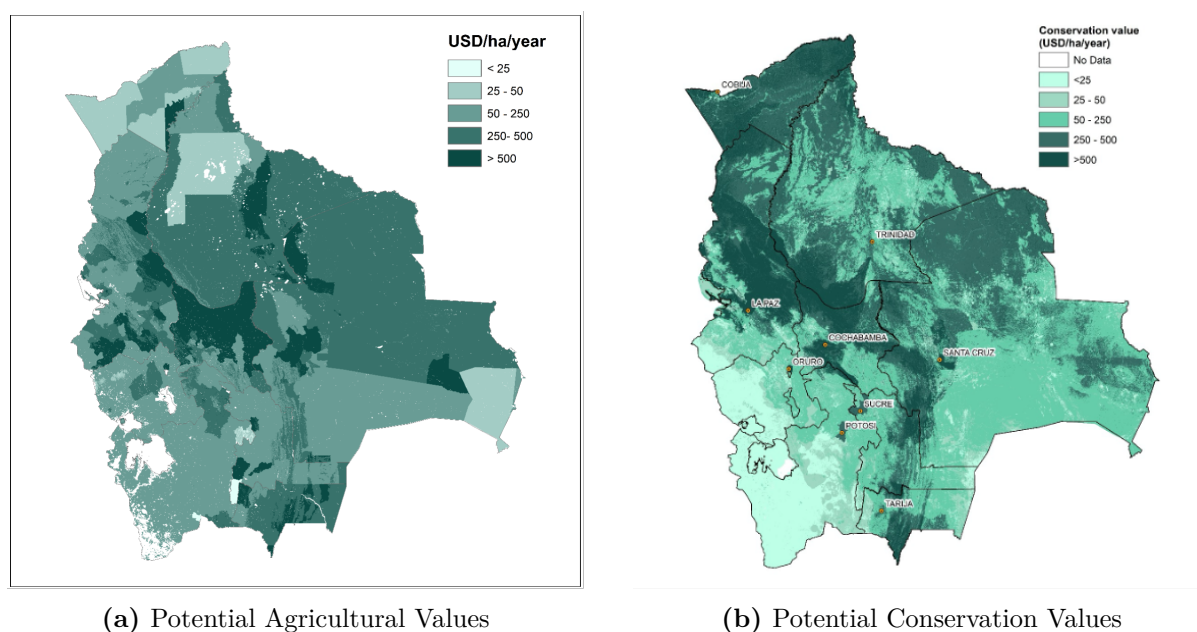 USD/ha/year
< 25
25 - 50
50 - 250
250- 500
> 500
(a) Potential Agricultural Values
Conservation value
(USD/ha/year)
No Data
<25
25 - 50
50 - 250
250 - 500
>500
COBIJA
TRINIDAD
LA PAZ
COCHABAMBA
SANTA CRUZ
ORURO
SUCRE
POTOSI
TARIJA
(b) Potential Conservation Values